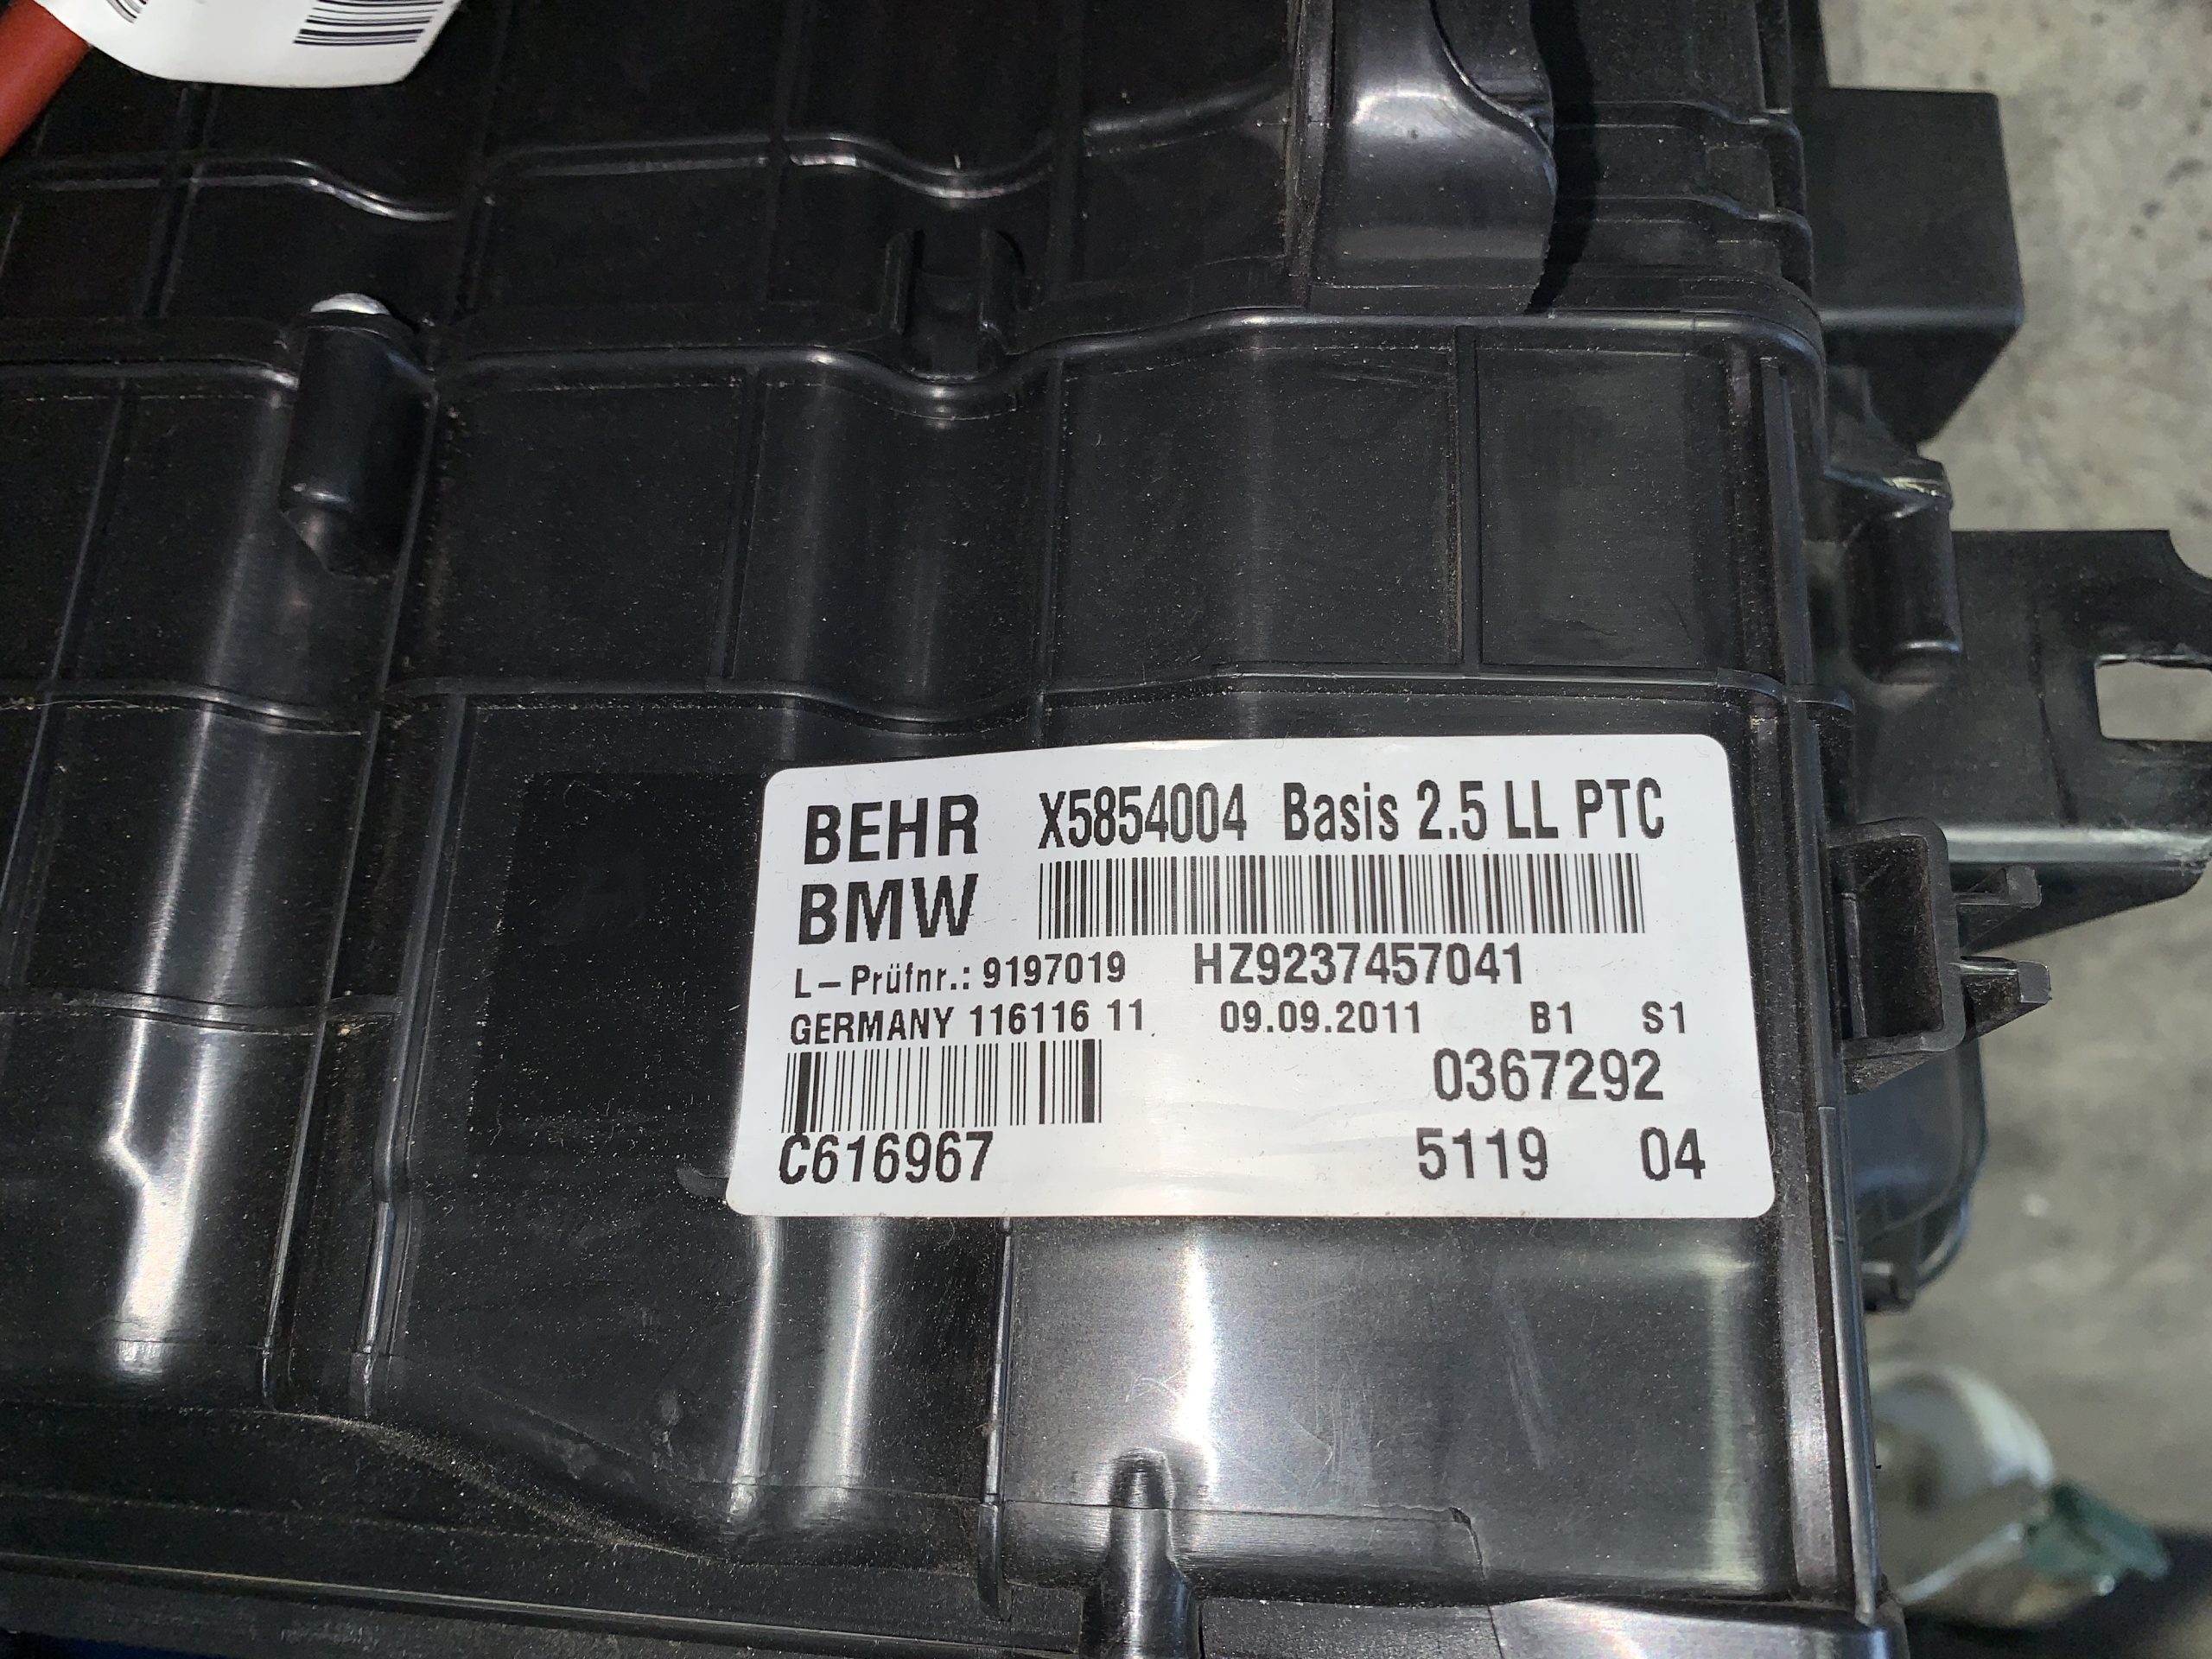 BEHR X5854004 Basis 2.5 LL PTC
BMW
L-Prüfnr.: 9197019 HZ9237457041
GERMANY 116116 11 09.09.2011 B1 S1
0367292
C616967 5119 04